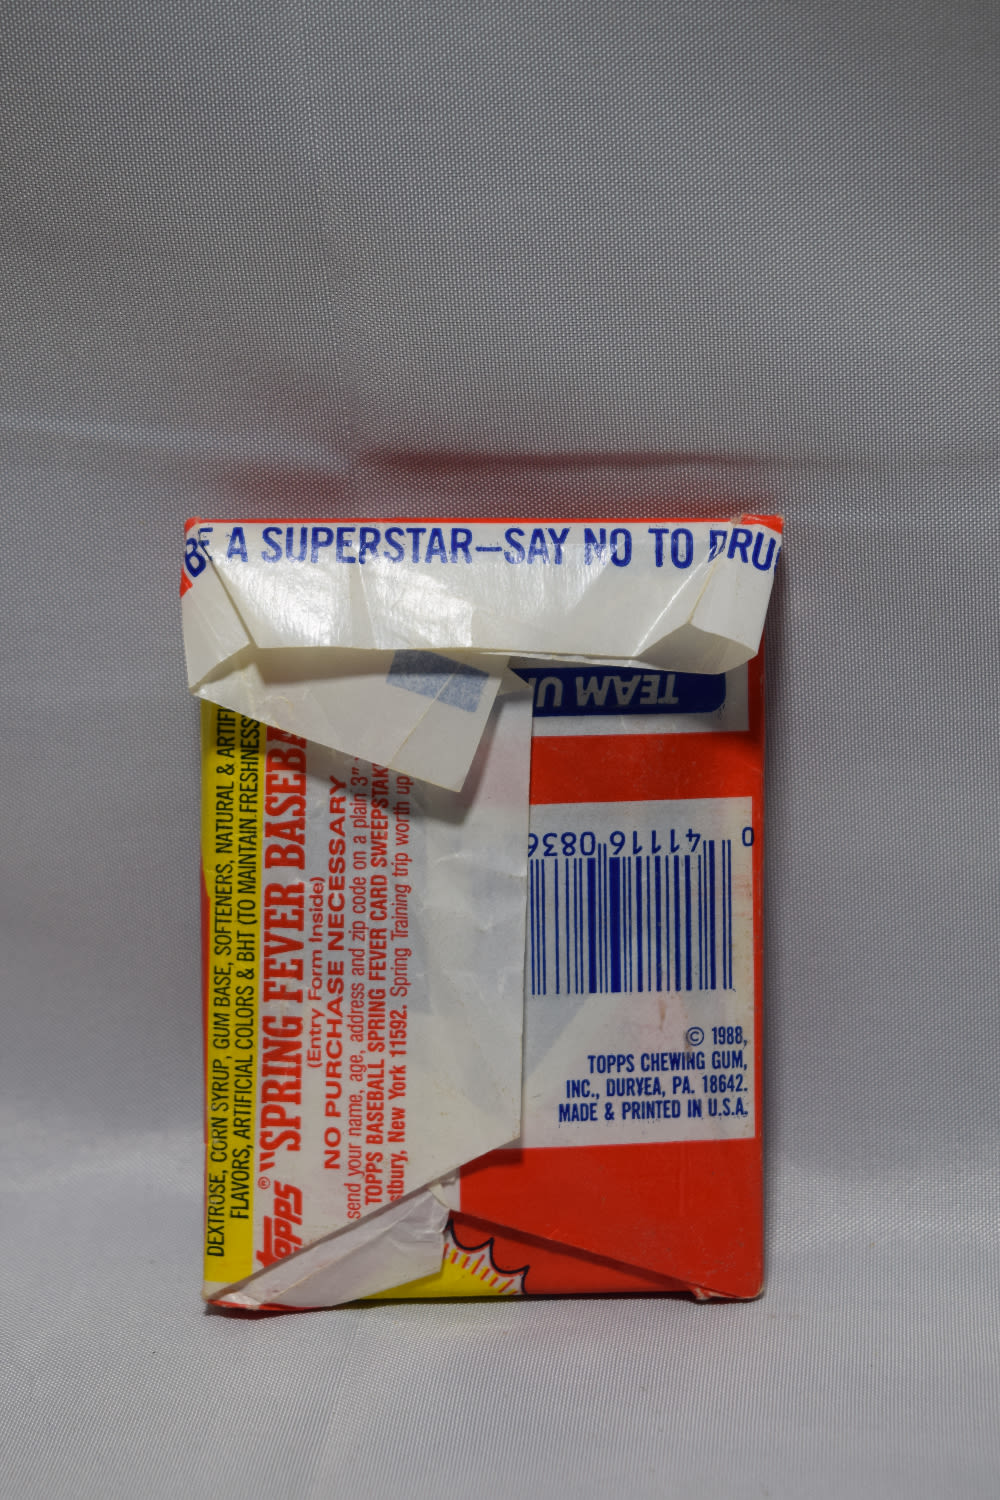 BE A SUPERSTAR—SAY NO TO DRU
TEAM U
0 41116 0836
© 1988,
TOPPS CHEWING GUM,
INC., DURYEA, PA. 18642.
MADE & PRINTED IN U.S.A.
DEXTROSE, CORN SYRUP, GUM BASE, SOFTENERS, NATURAL & ARTIFI
FLAVORS, ARTIFICIAL COLORS & BHT (TO MAINTAIN FRESHNESS
topps® "SPRING FEVER BASEBA
(Entry Form Inside)
NO PURCHASE NECESSARY
send your name, age, address and zip code on a plain 3"
TOPPS BASEBALL SPRING FEVER CARD SWEEPSTAK
stbury, New York 11592. Spring Training trip worth up